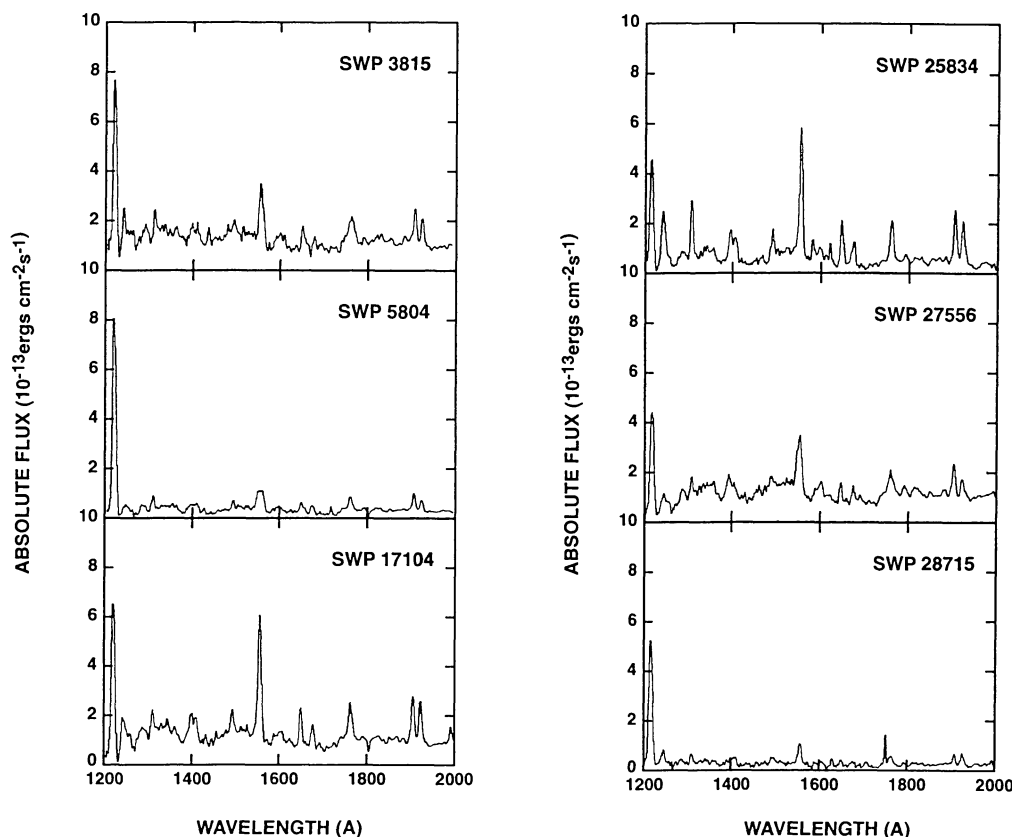 ABSOLUTE FLUX (10-13ergs cm-2s-1)
10
SWP 3815
8
6
4
2
10
SWP 5804
8
6
4
2
10
SWP 17104
8
6
4
2
0
1200 1400 1600 1800 2000
WAVELENGTH (A)
ABSOLUTE FLUX (10-13ergs cm-2s-1)
10
SWP 25834
8
6
4
2
10
SWP 27556
8
6
4
2
10
SWP 28715
8
6
4
2
0
1200 1400 1600 1800 2000
WAVELENGTH (A)